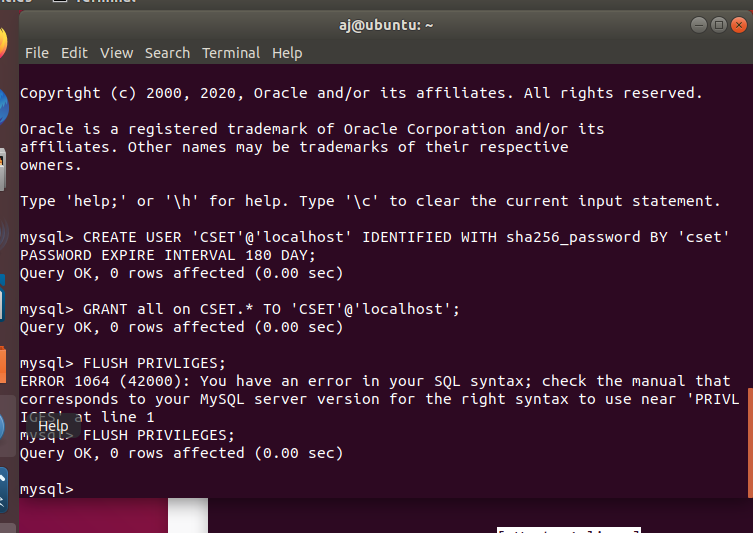 Terminal
aj@ubuntu: ~
File Edit View Search Terminal Help
Copyright (c) 2000, 2020, Oracle and/or its affiliates. All rights reserved.
Oracle is a registered trademark of Oracle Corporation and/or its
affiliates. Other names may be trademarks of their respective
owners.
Type 'help;' or '\h' for help. Type '\c' to clear the current input statement.
mysql> CREATE USER 'CSET'@'localhost' IDENTIFIED WITH sha256_password BY 'cset'
PASSWORD EXPIRE INTERVAL 180 DAY;
Query OK, 0 rows affected (0.00 sec)
mysql> GRANT all on CSET.* TO 'CSET'@'localhost';
Query OK, 0 rows affected (0.00 sec)
mysql> FLUSH PRIVLIGES;
ERROR 1064 (42000): You have an error in your SQL syntax; check the manual that
corresponds to your MySQL server version for the right syntax to use near 'PRIVL
IGES' at line 1
Help
mysql> FLUSH PRIVILEGES;
Query OK, 0 rows affected (0.00 sec)
mysql>